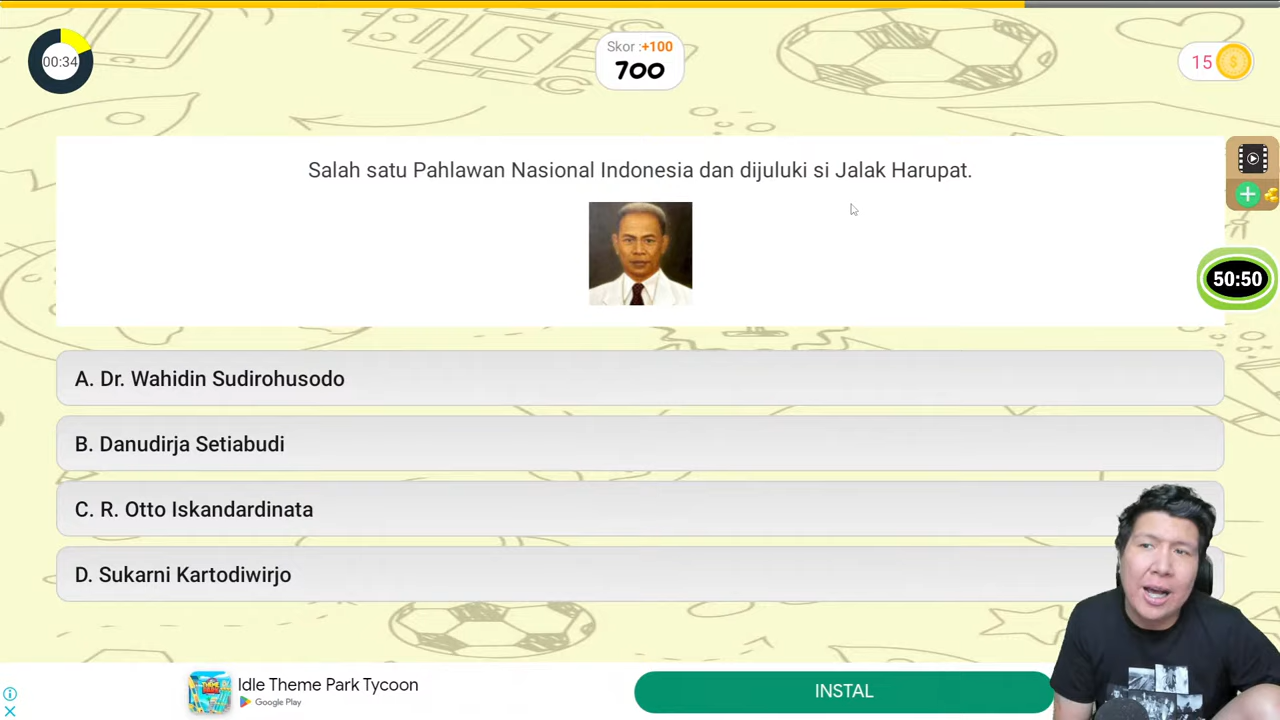 00:34
Skor :+100
700
15
Salah satu Pahlawan Nasional Indonesia dan dijuluki si Jalak Harupat.
50:50
A. Dr. Wahidin Sudirohusodo
B. Danudirja Setiabudi
C. R. Otto Iskandardinata
D. Sukarni Kartodiwirjo
Idle Theme Park Tycoon
Google Play
INSTAL